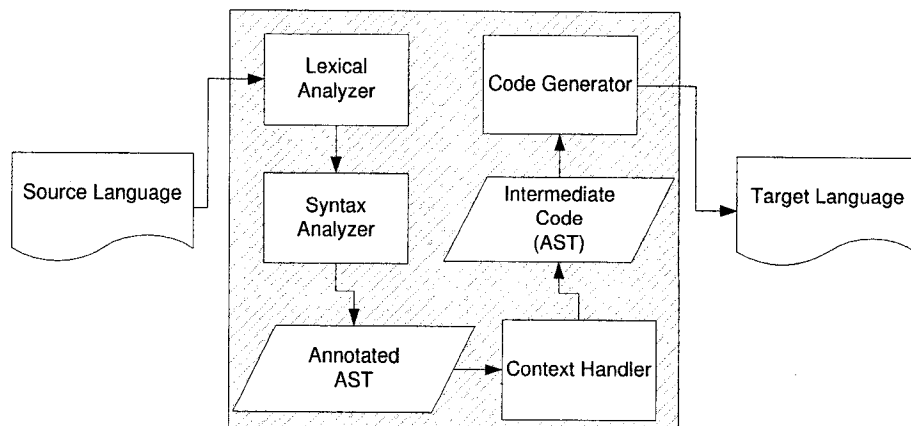 Source Language
Lexical
Analyzer
Syntax
Analyzer
Annotated
AST
Context Handler
Intermediate
Code
(AST)
Code Generator
Target Language